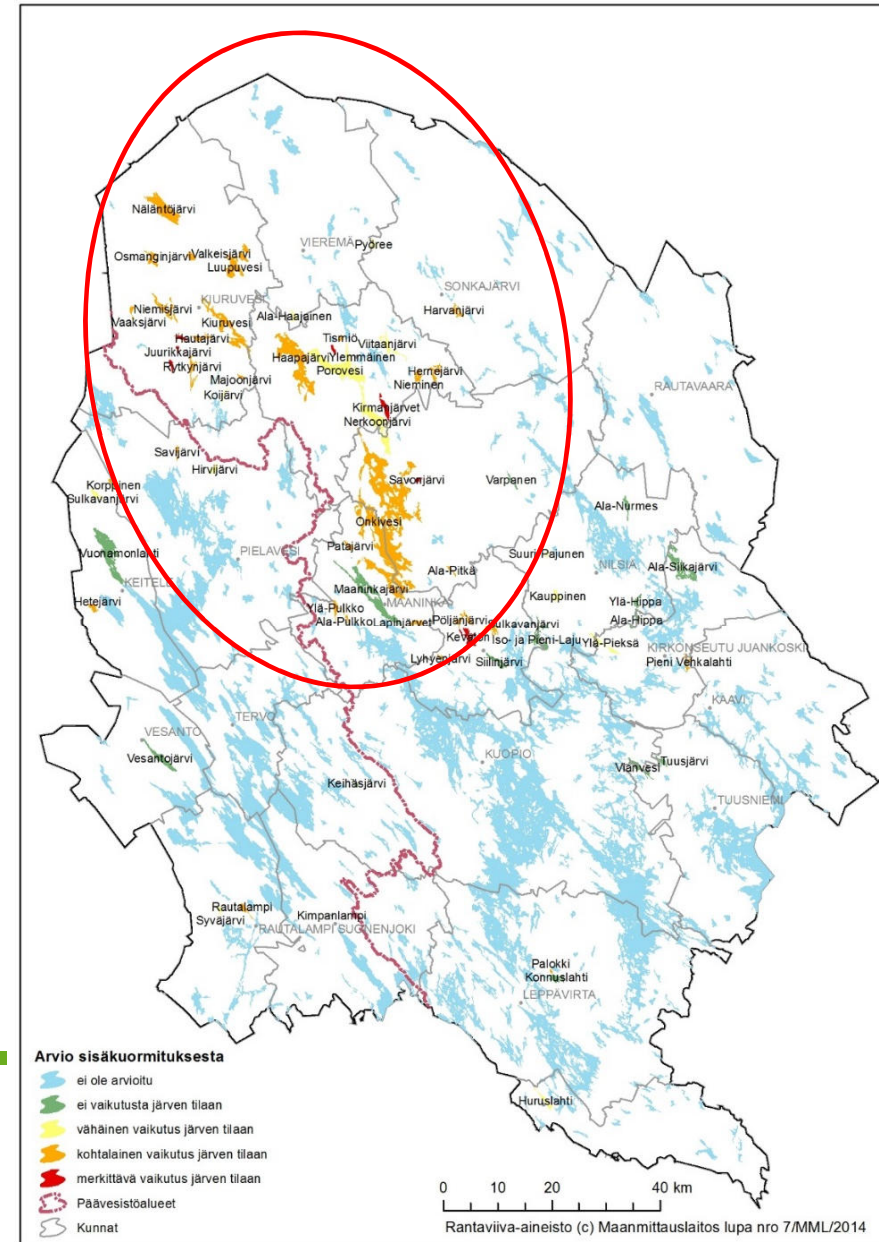 Näläntöjärvi
Osmanginjärvi
Valkeisjärvi
Luupuvesi
VIEREMÄ
Pyöree
SONKAJÄRVI
Harvanjärvi
Niemisjärvi
KIURUVESI
Vaaksjärvi
Kiuruvesi
Ala-Haajainen
Hautajärvi
Juurikkajärvi
Rytkynjärvi
Majoonjärvi
Koijärvi
Tismiö
Viitaanjärvi
Haapajärvi
Ylemmäinen
Porovesi
Hernejärvi
Nieminen
RAUTAVAARA
Kirmanjärvet
Nerkoonjärvi
Savijärvi
Hirvijärvi
Korppinen
Sulkavanjärvi
Savonjärvi
Varpanen
Ala-Nurmes
Onkivesi
Vuonamonlahti
PIELAVESI
Patajärvi
Suuri-Pajunen
NILSIÄ
Ala-Siikajärvi
KEITELE
Ala-Pitkä
Maaninkajärvi
Hetejärvi
Ylä-Pulkko
MAANINKA
Kauppinen
Ylä-Hippa
Ala-Pulkko
Lapinjärvet
Pöljänjärvi
Sulkavanjärvi
Ala-Hippa
Kevätön
Iso- ja Pieni-Laju
Ylä-Pieksä
KIRKONSEUTU JUANKOSKI
Lyhyenjärvi
Siilinjärvi
Pieni Venkalahti
KAAVI
TERVO
VESANTO
Vesantojärvi
KUOPIO
Vianvesi
Tuusjärvi
Keihäsjärvi
TUUSNIEMI
Rautalampi
Syväjärvi
Kimpanlampi
RAUTALAMPI
SUONENJOKI
Palokki
Konnuslahti
LEPPÄVIRTA
Huruslahti
Arvio sisäkuormituksesta
ei ole arvioitu
ei vaikutusta järven tilaan
vähäinen vaikutus järven tilaan
kohtalainen vaikutus järven tilaan
merkittävä vaikutus järven tilaan
Päävesistöalueet
Kunnat
0 10 20 40 km
Rantaviiva-aineisto (c) Maanmittauslaitos lupa nro 7/MML/2014